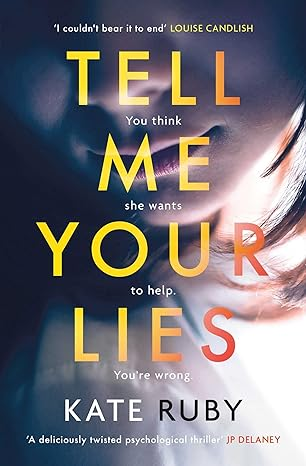 'I couldn't bear it to end' LOUISE CANDLISH
TELL
You think
ME
she wants
YOUR
to help.
LIES
You're wrong.
KATE RUBY
'A deliciously twisted psychological thriller' JP DELANEY